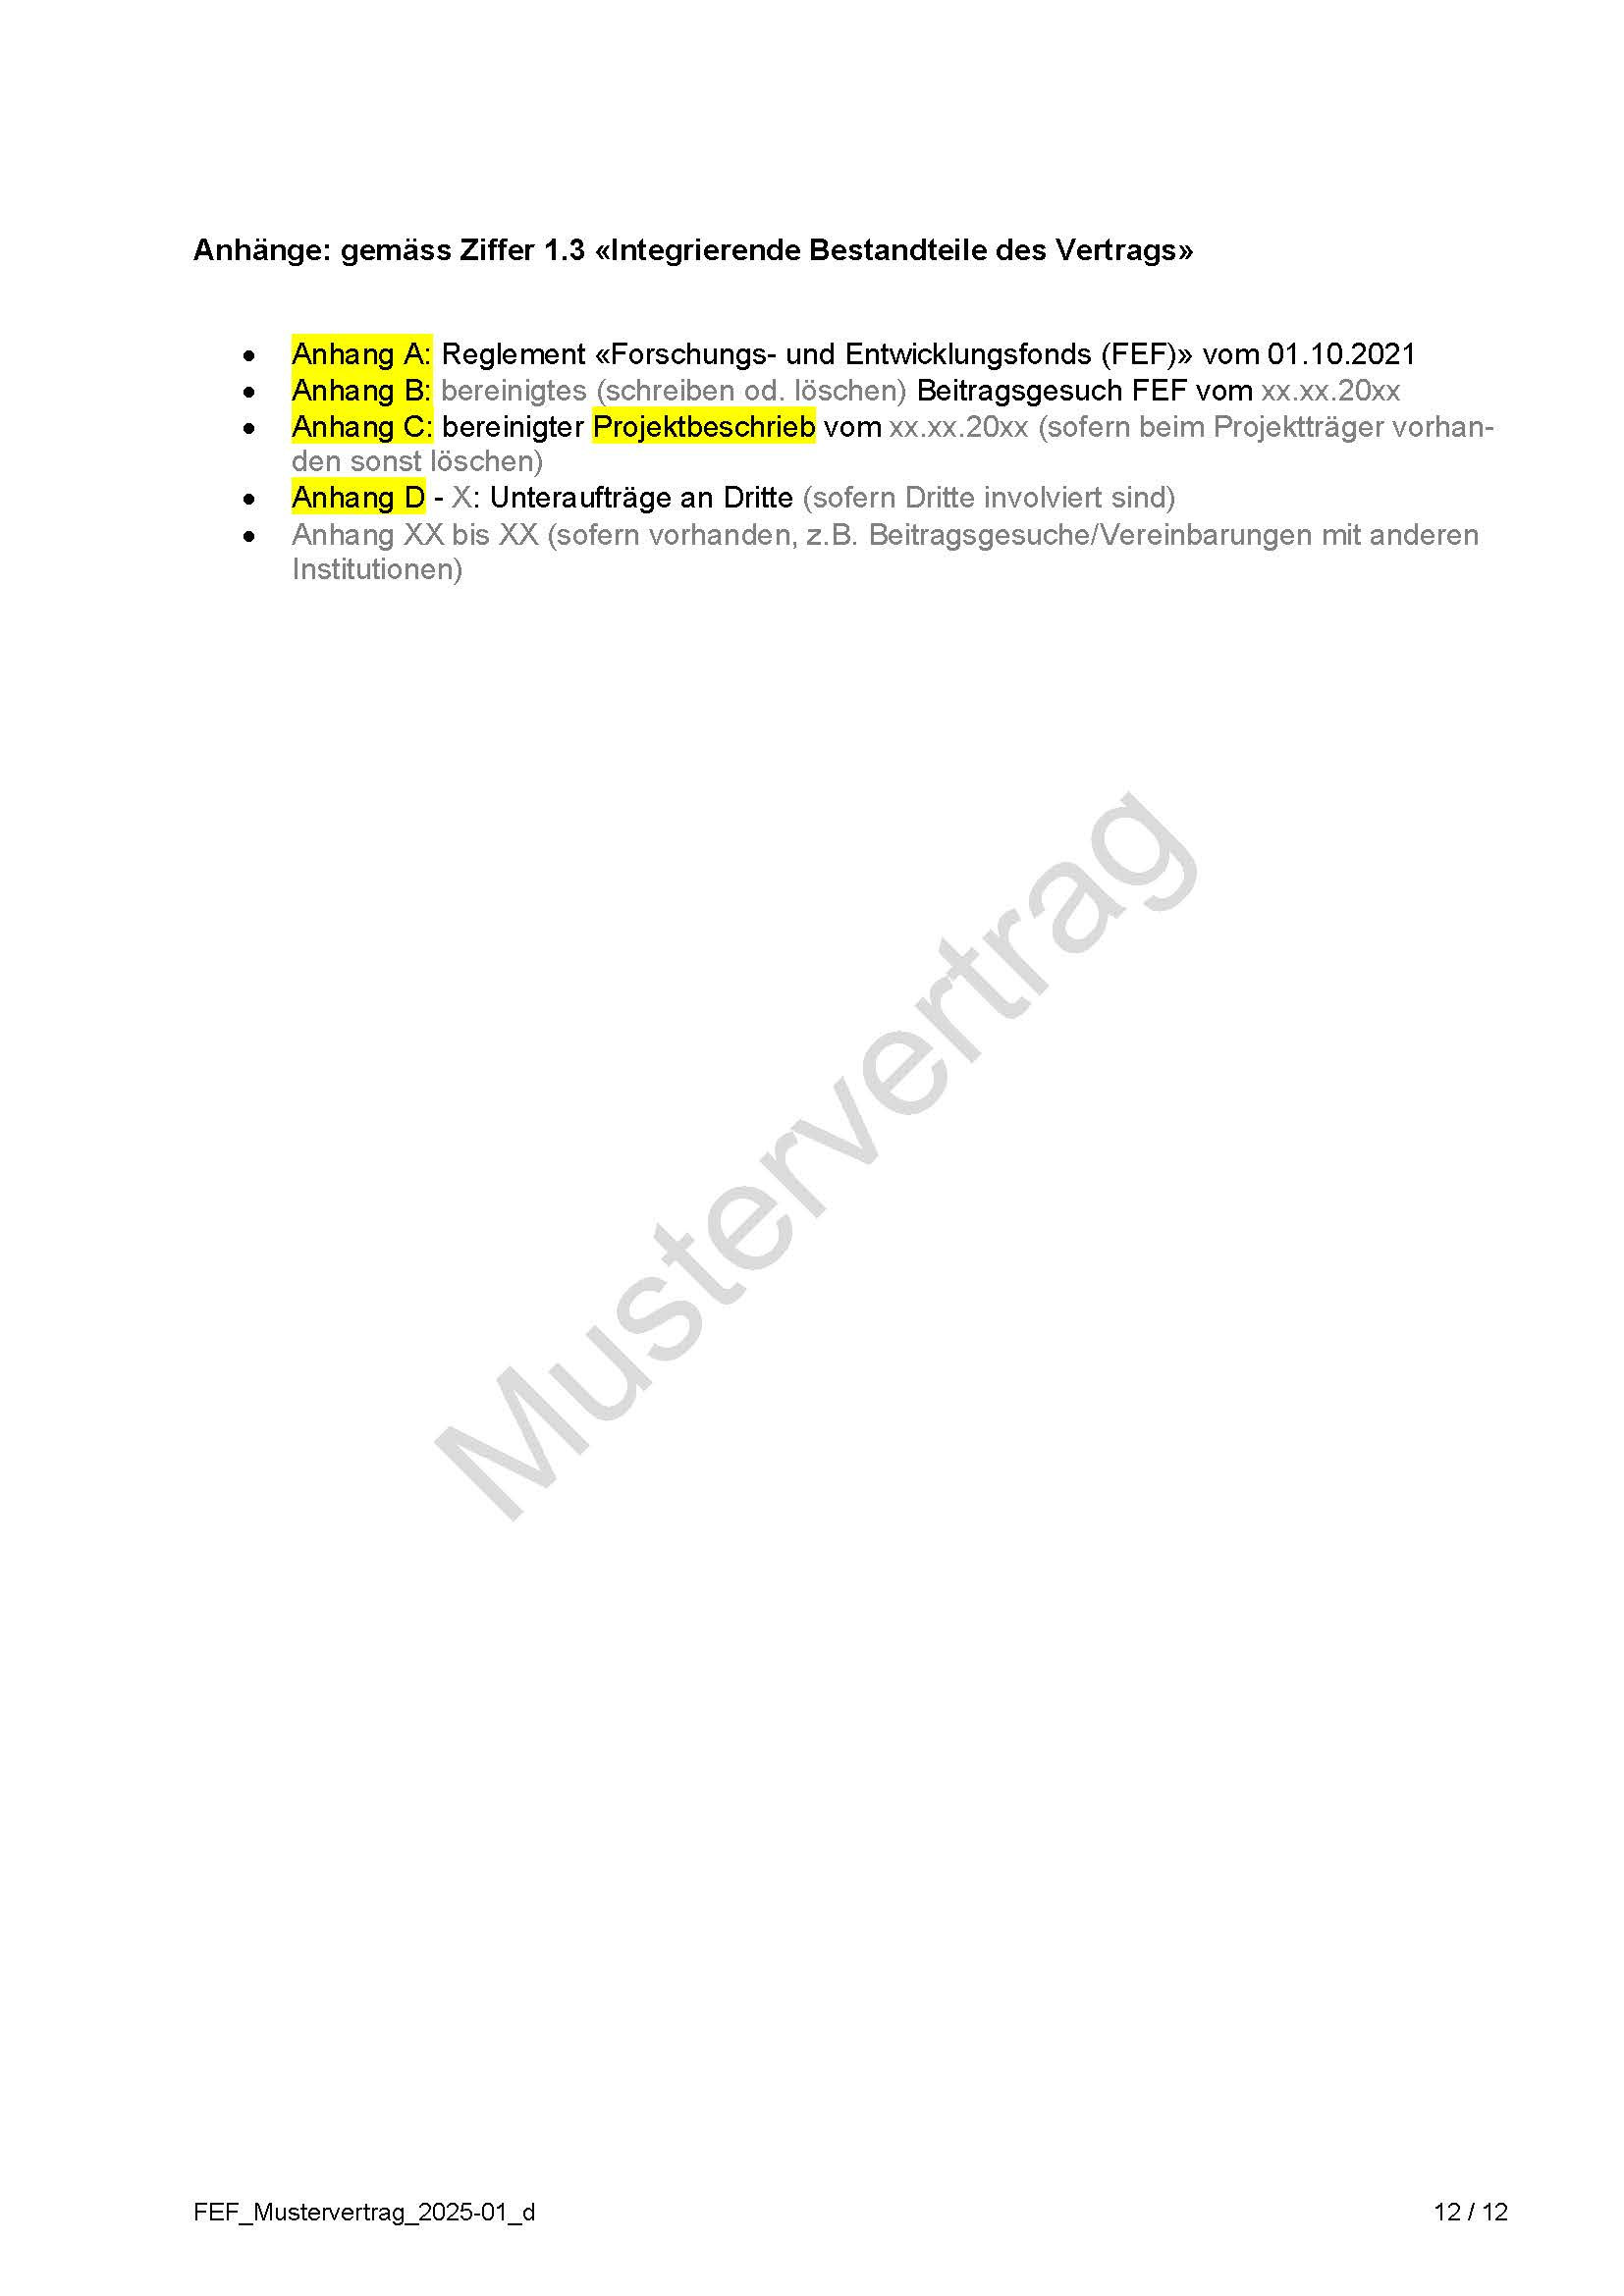 Anhänge: gemäss Ziffer 1.3 «Integrierende Bestandteile des Vertrags»
• Anhang A: Reglement «Forschungs- und Entwicklungsfonds (FEF)» vom 01.10.2021
• Anhang B: bereinigtes (schreiben od. löschen) Beitragsgesuch FEF vom xx.xx.20xx
• Anhang C: bereinigter Projektbeschrieb vom xx.xx.20xx (sofern beim Projektträger vorhan-
den sonst löschen)
• Anhang D - X: Unteraufträge an Dritte (sofern Dritte involviert sind)
• Anhang XX bis XX (sofern vorhanden, z.B. Beitragsgesuche/Vereinbarungen mit anderen
Institutionen)
Mustervertrag
FEF_Mustervertrag_2025-01_d 12 / 12